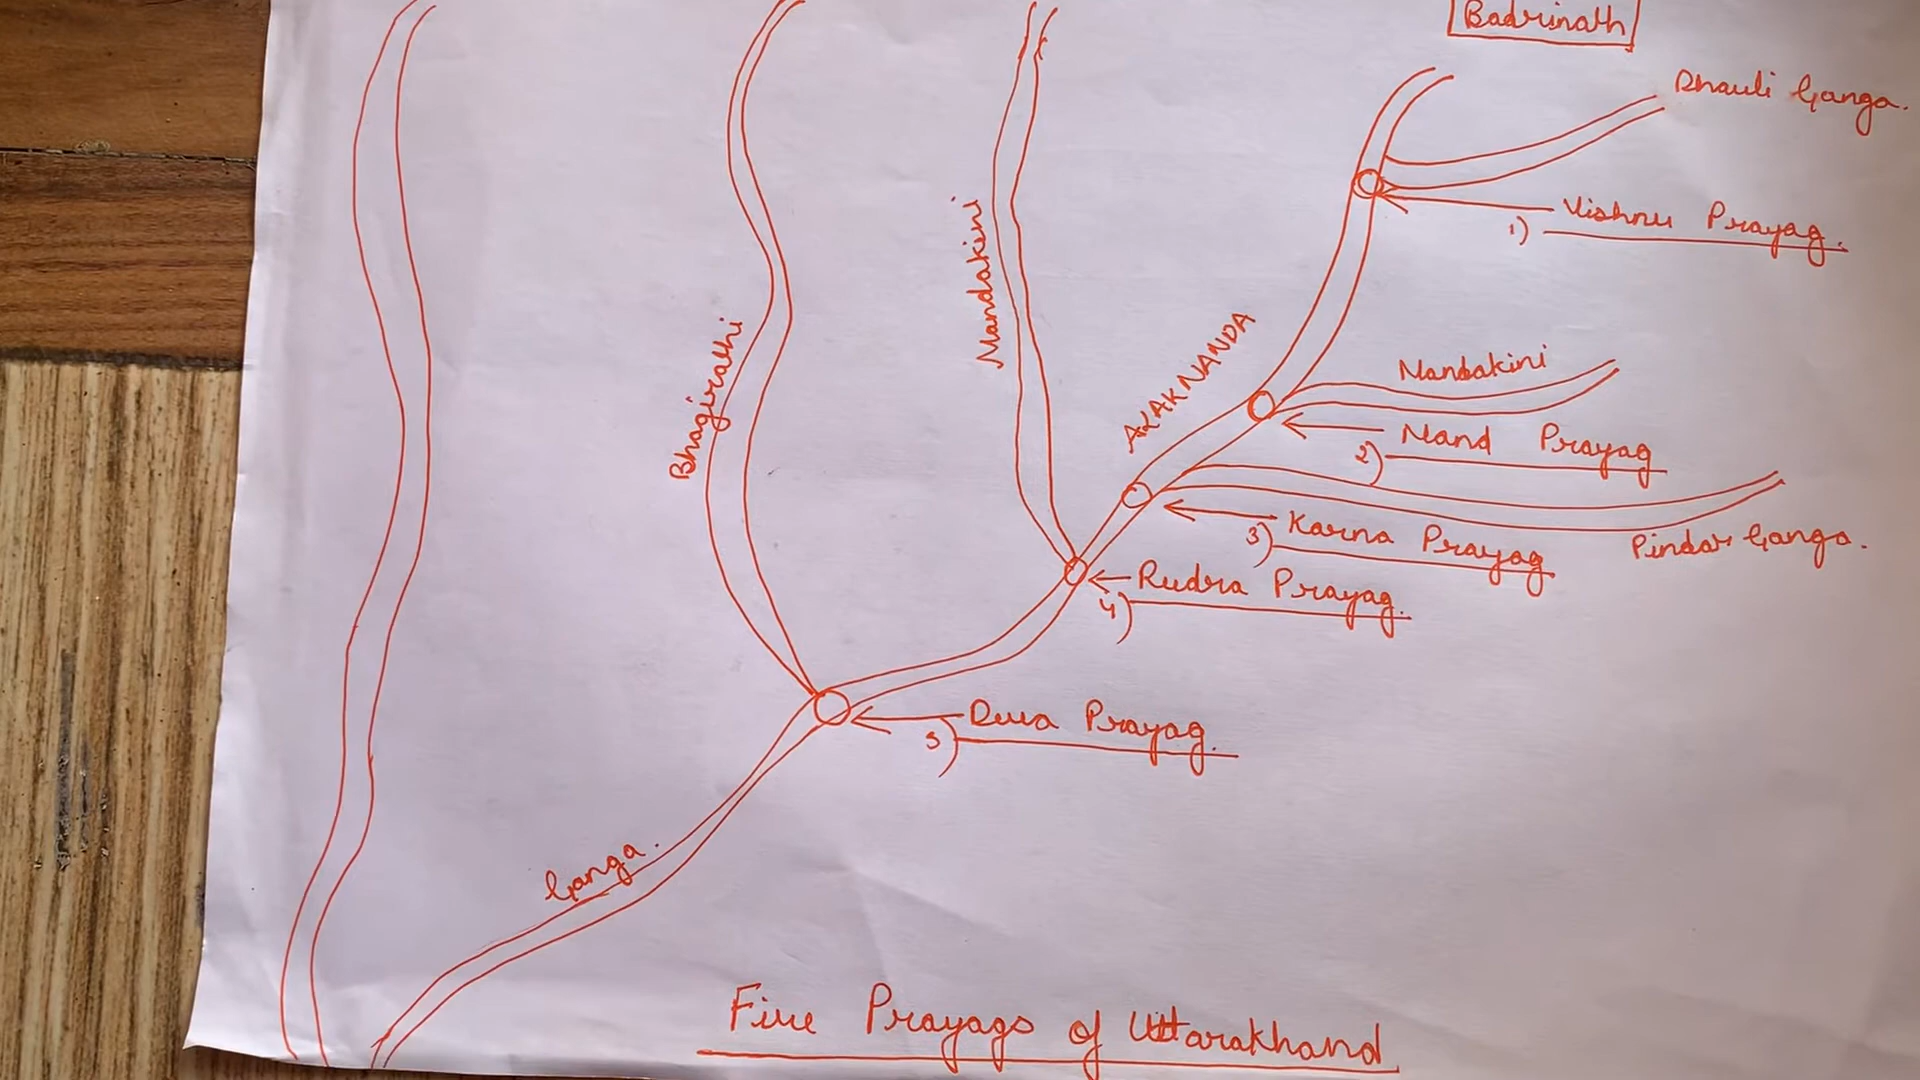 Badrinath
Dhauli Ganga.
1) Vishnu Prayag.
Mandakini
Bhagirathi
ALAKNANDA
Nandakini
2) Nand Prayag
Pindar Ganga.
3) Karna Prayag
4) Rudra Prayag.
5) Deva Prayag.
Ganga.
Five Prayags of Uttarakhand